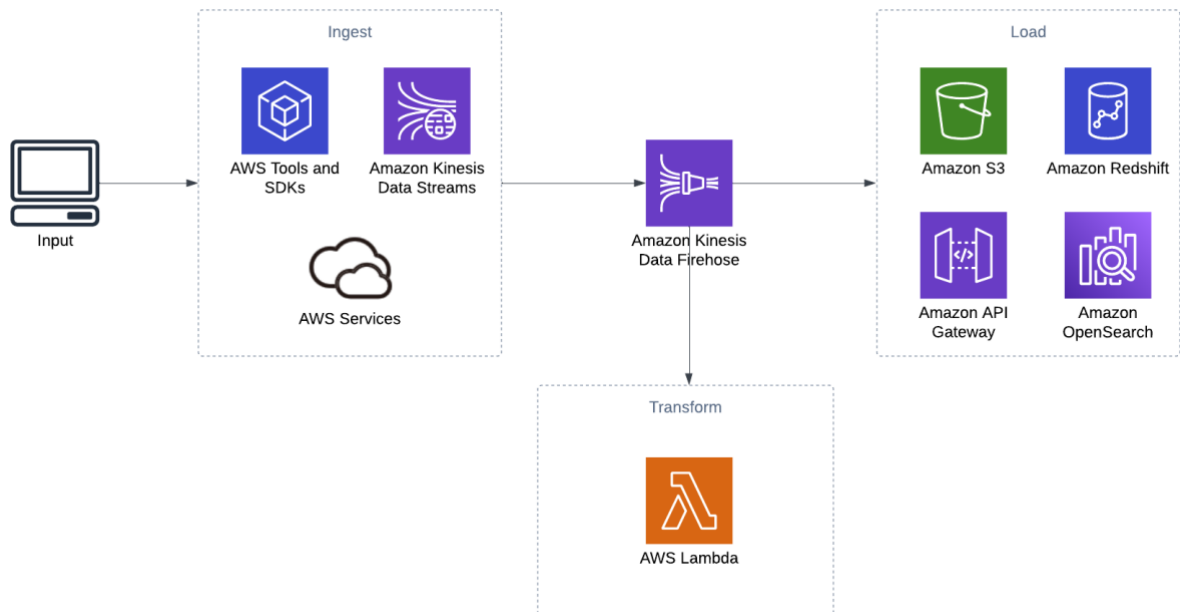 Ingest
AWS Tools and
SDKs
Amazon Kinesis
Data Streams
AWS Services
Input
Amazon Kinesis
Data Firehose
Load
Amazon S3
Amazon Redshift
Amazon API
Gateway
Amazon
OpenSearch
Transform
AWS Lambda